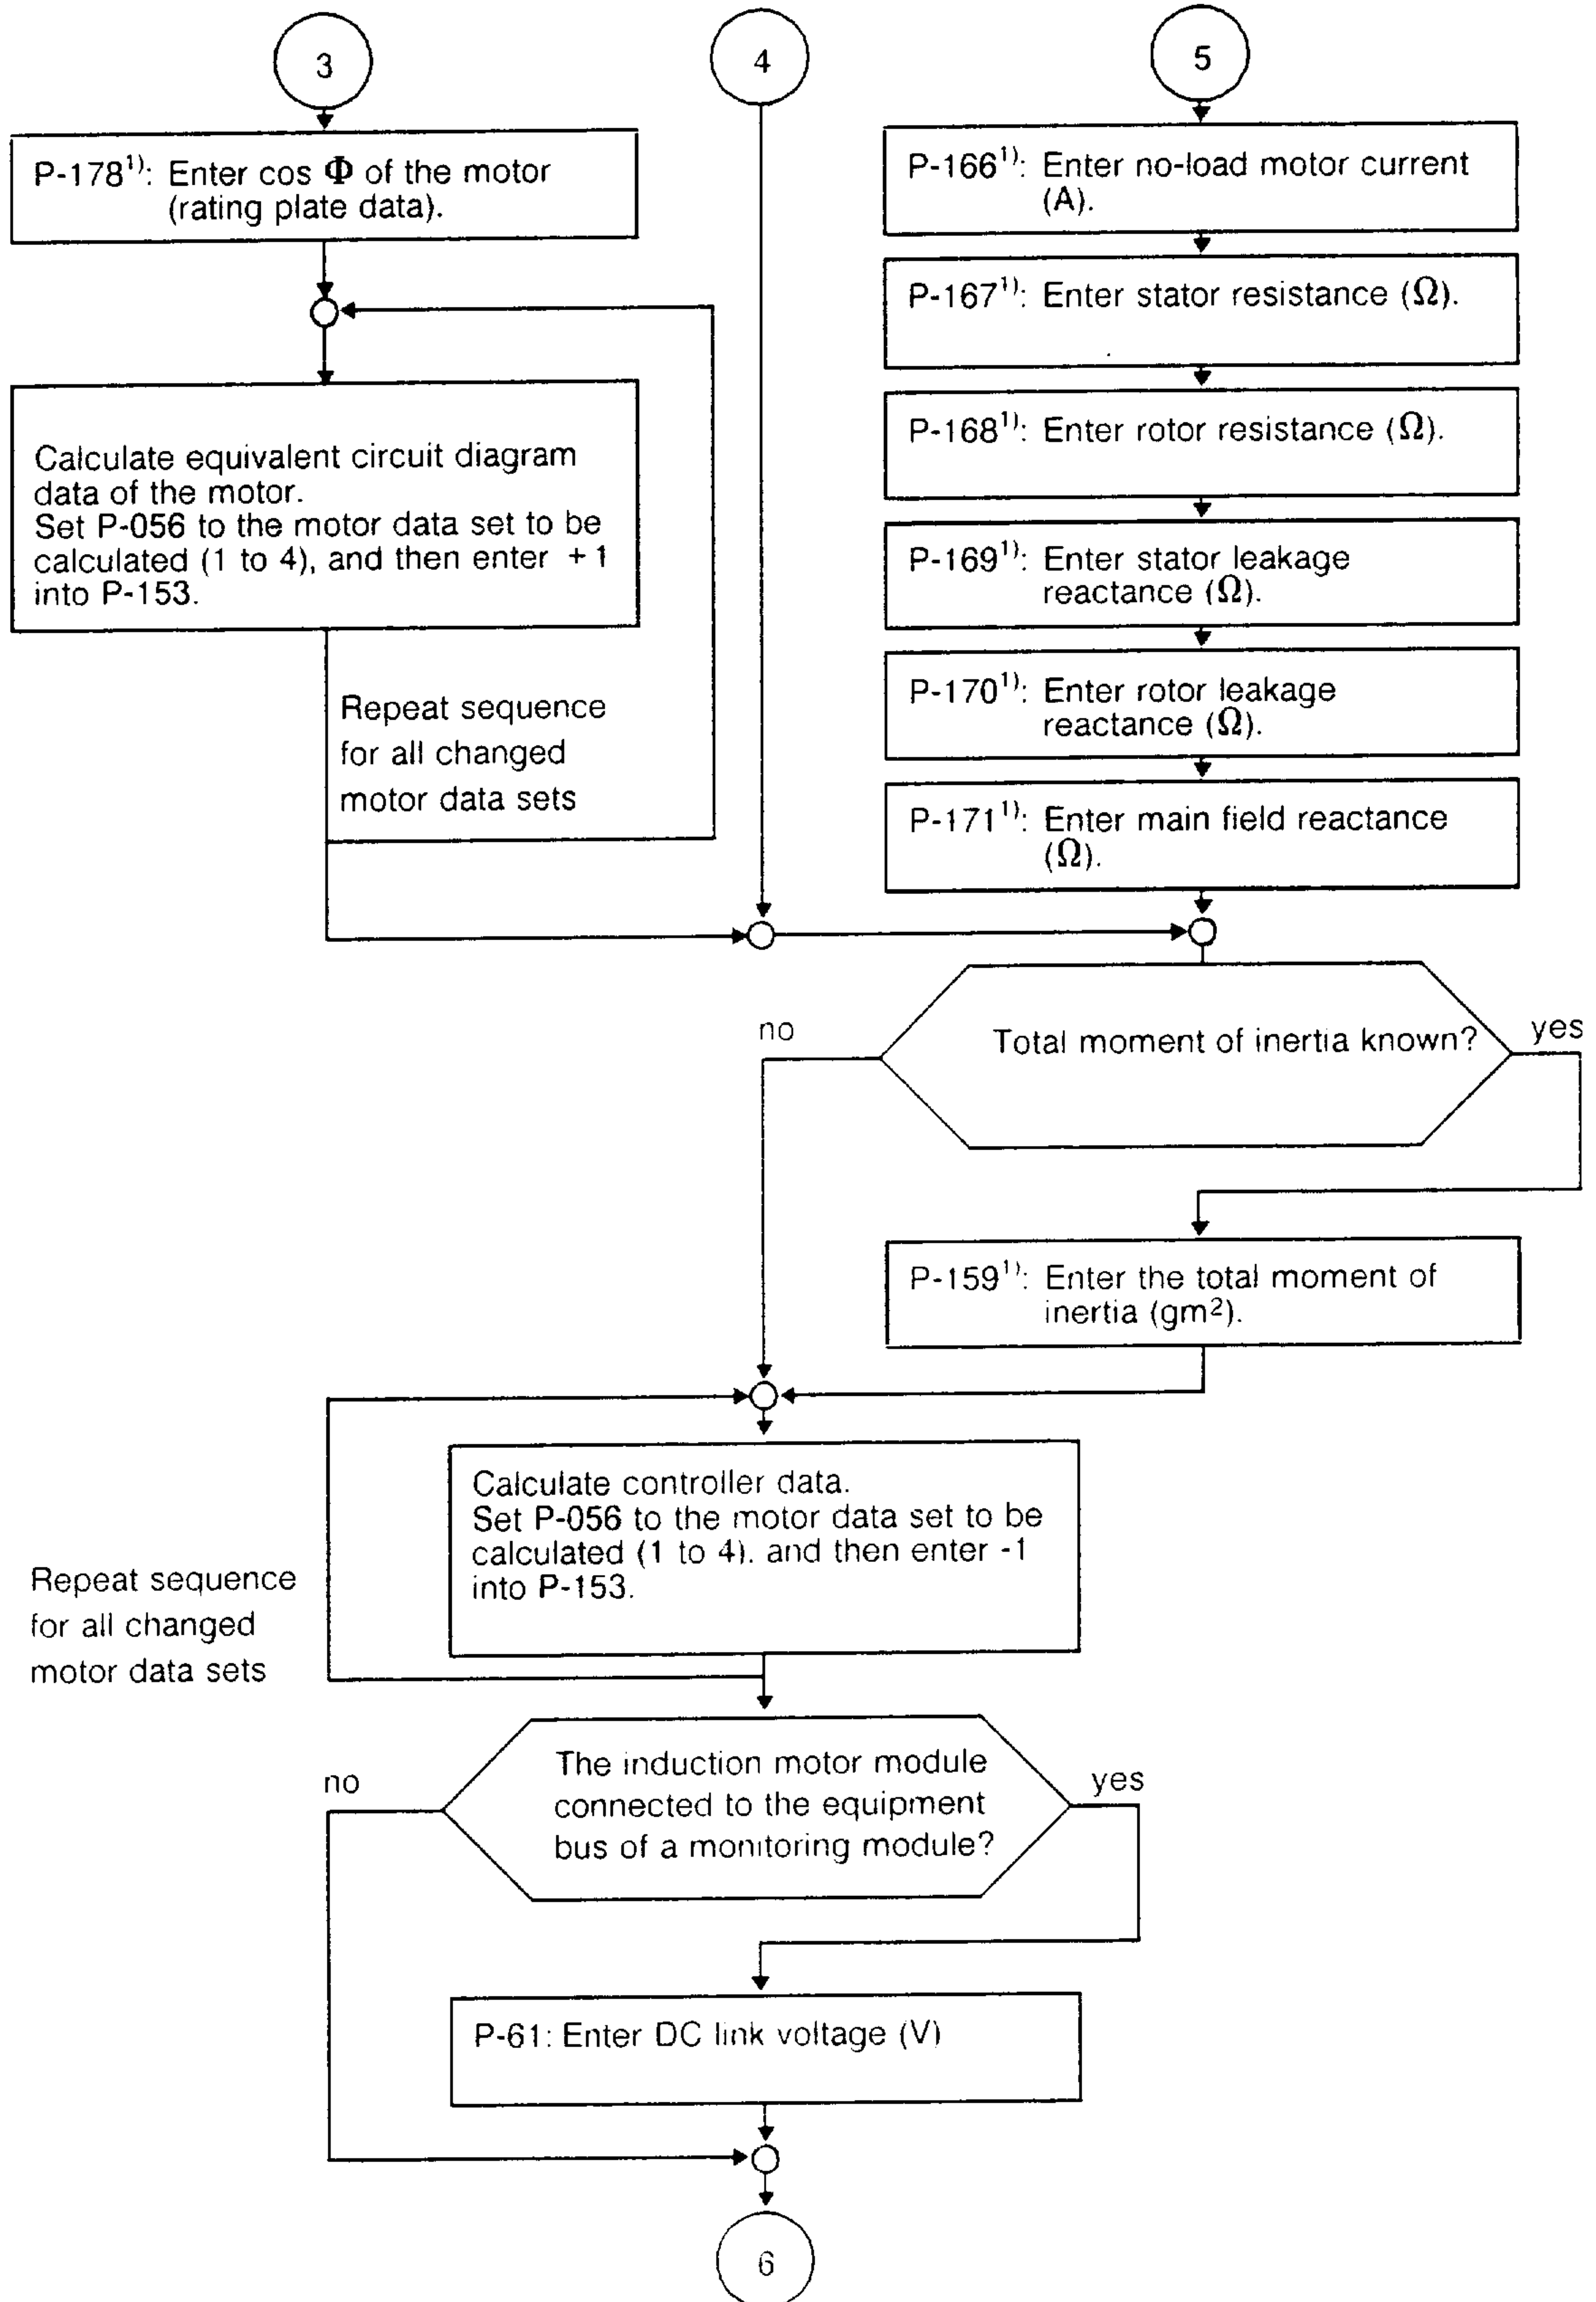 3
4
5
P-178¹⁾: Enter cos Φ of the motor
(rating plate data).
Calculate equivalent circuit diagram
data of the motor.
Set P-056 to the motor data set to be
calculated (1 to 4), and then enter +1
into P-153.
Repeat sequence
for all changed
motor data sets
P-166¹⁾: Enter no-load motor current
(A).
P-167¹⁾: Enter stator resistance (Ω).
P-168¹⁾: Enter rotor resistance (Ω).
P-169¹⁾: Enter stator leakage
reactance (Ω).
P-170¹⁾: Enter rotor leakage
reactance (Ω).
P-171¹⁾: Enter main field reactance
(Ω).
no
Total moment of inertia known?
yes
P-159¹⁾: Enter the total moment of
inertia (gm²).
Calculate controller data.
Set P-056 to the motor data set to be
calculated (1 to 4). and then enter -1
into P-153.
Repeat sequence
for all changed
motor data sets
no
The induction motor module
connected to the equipment
bus of a monitoring module?
yes
P-61: Enter DC link voltage (V)
6